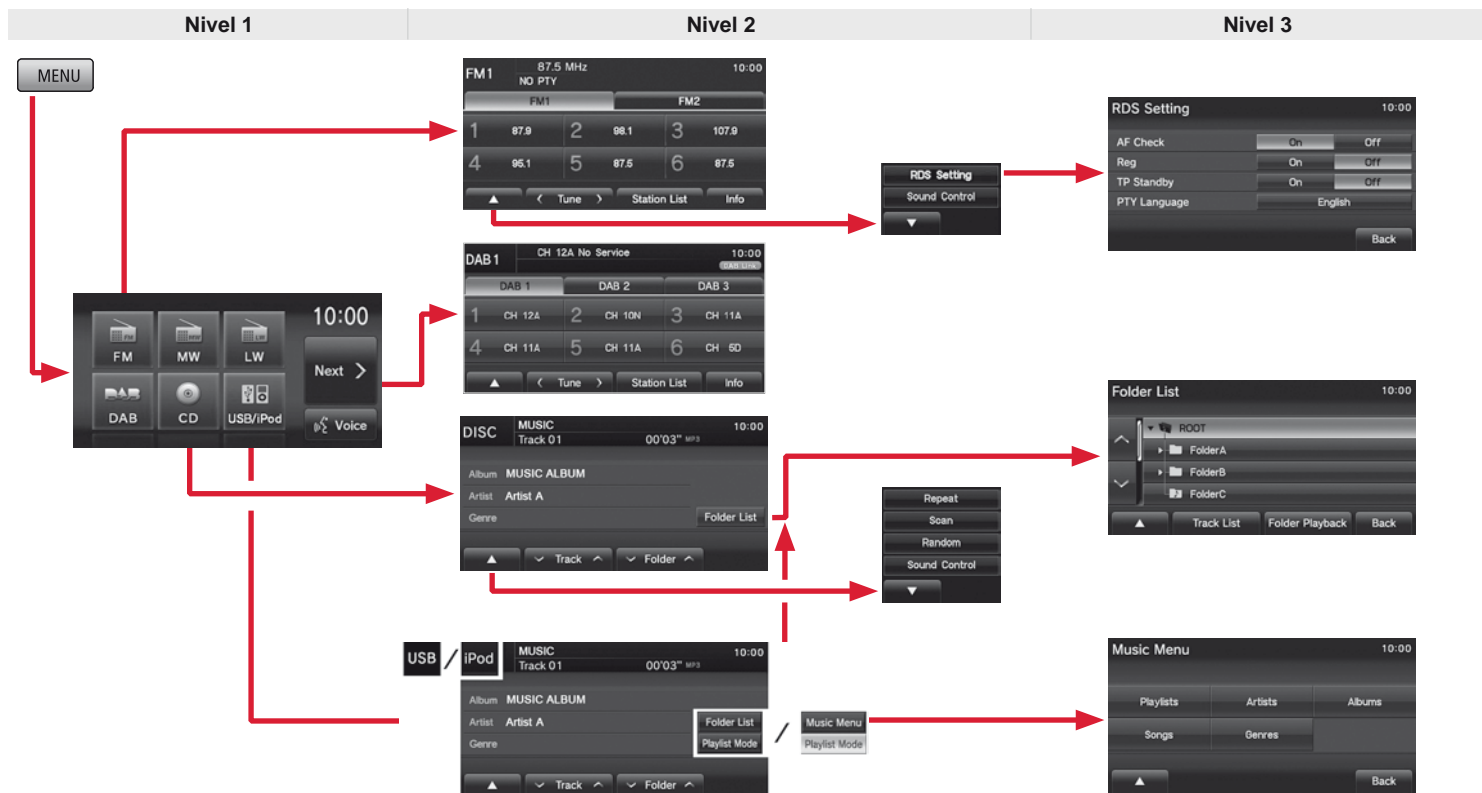 Nivel 1
Nivel 2
Nivel 3
MENU
FM
MW
LW
DAB
CD
USB/iPod
10:00
Next >
Voice
FM1
87.5 MHz
NO PTY
10:00
FM1 FM2
1 87.9 2 98.1 3 107.9
4 95.1 5 87.5 6 87.5
Tune Station List Info
RDS Setting
Sound Control
RDS Setting 10:00
AF Check On Off
Reg On Off
TP Standby On Off
PTY Language English
Back
DAB 1
CH 12A No Service
10:00
DAB Link
DAB 1 DAB 2 DAB 3
1 CH 12A 2 CH 10N 3 CH 11A
4 CH 11A 5 CH 11A 6 CH 5D
Tune Station List Info
DISC
MUSIC
Track 01 00'03" MP3
10:00
Album MUSIC ALBUM
Artist Artist A
Genre
Folder List
Track Folder
Repeat
Scan
Random
Sound Control
Folder List 10:00
ROOT
FolderA
FolderB
FolderC
Track List Folder Playback Back
USB / iPod
MUSIC
Track 01 00'03" MP3
10:00
Album MUSIC ALBUM
Artist Artist A
Genre
Folder List
Playlist Mode
/
Music Menu
Playlist Mode
Track Folder
Music Menu 10:00
Playlists Artists Albums
Songs Genres
Back